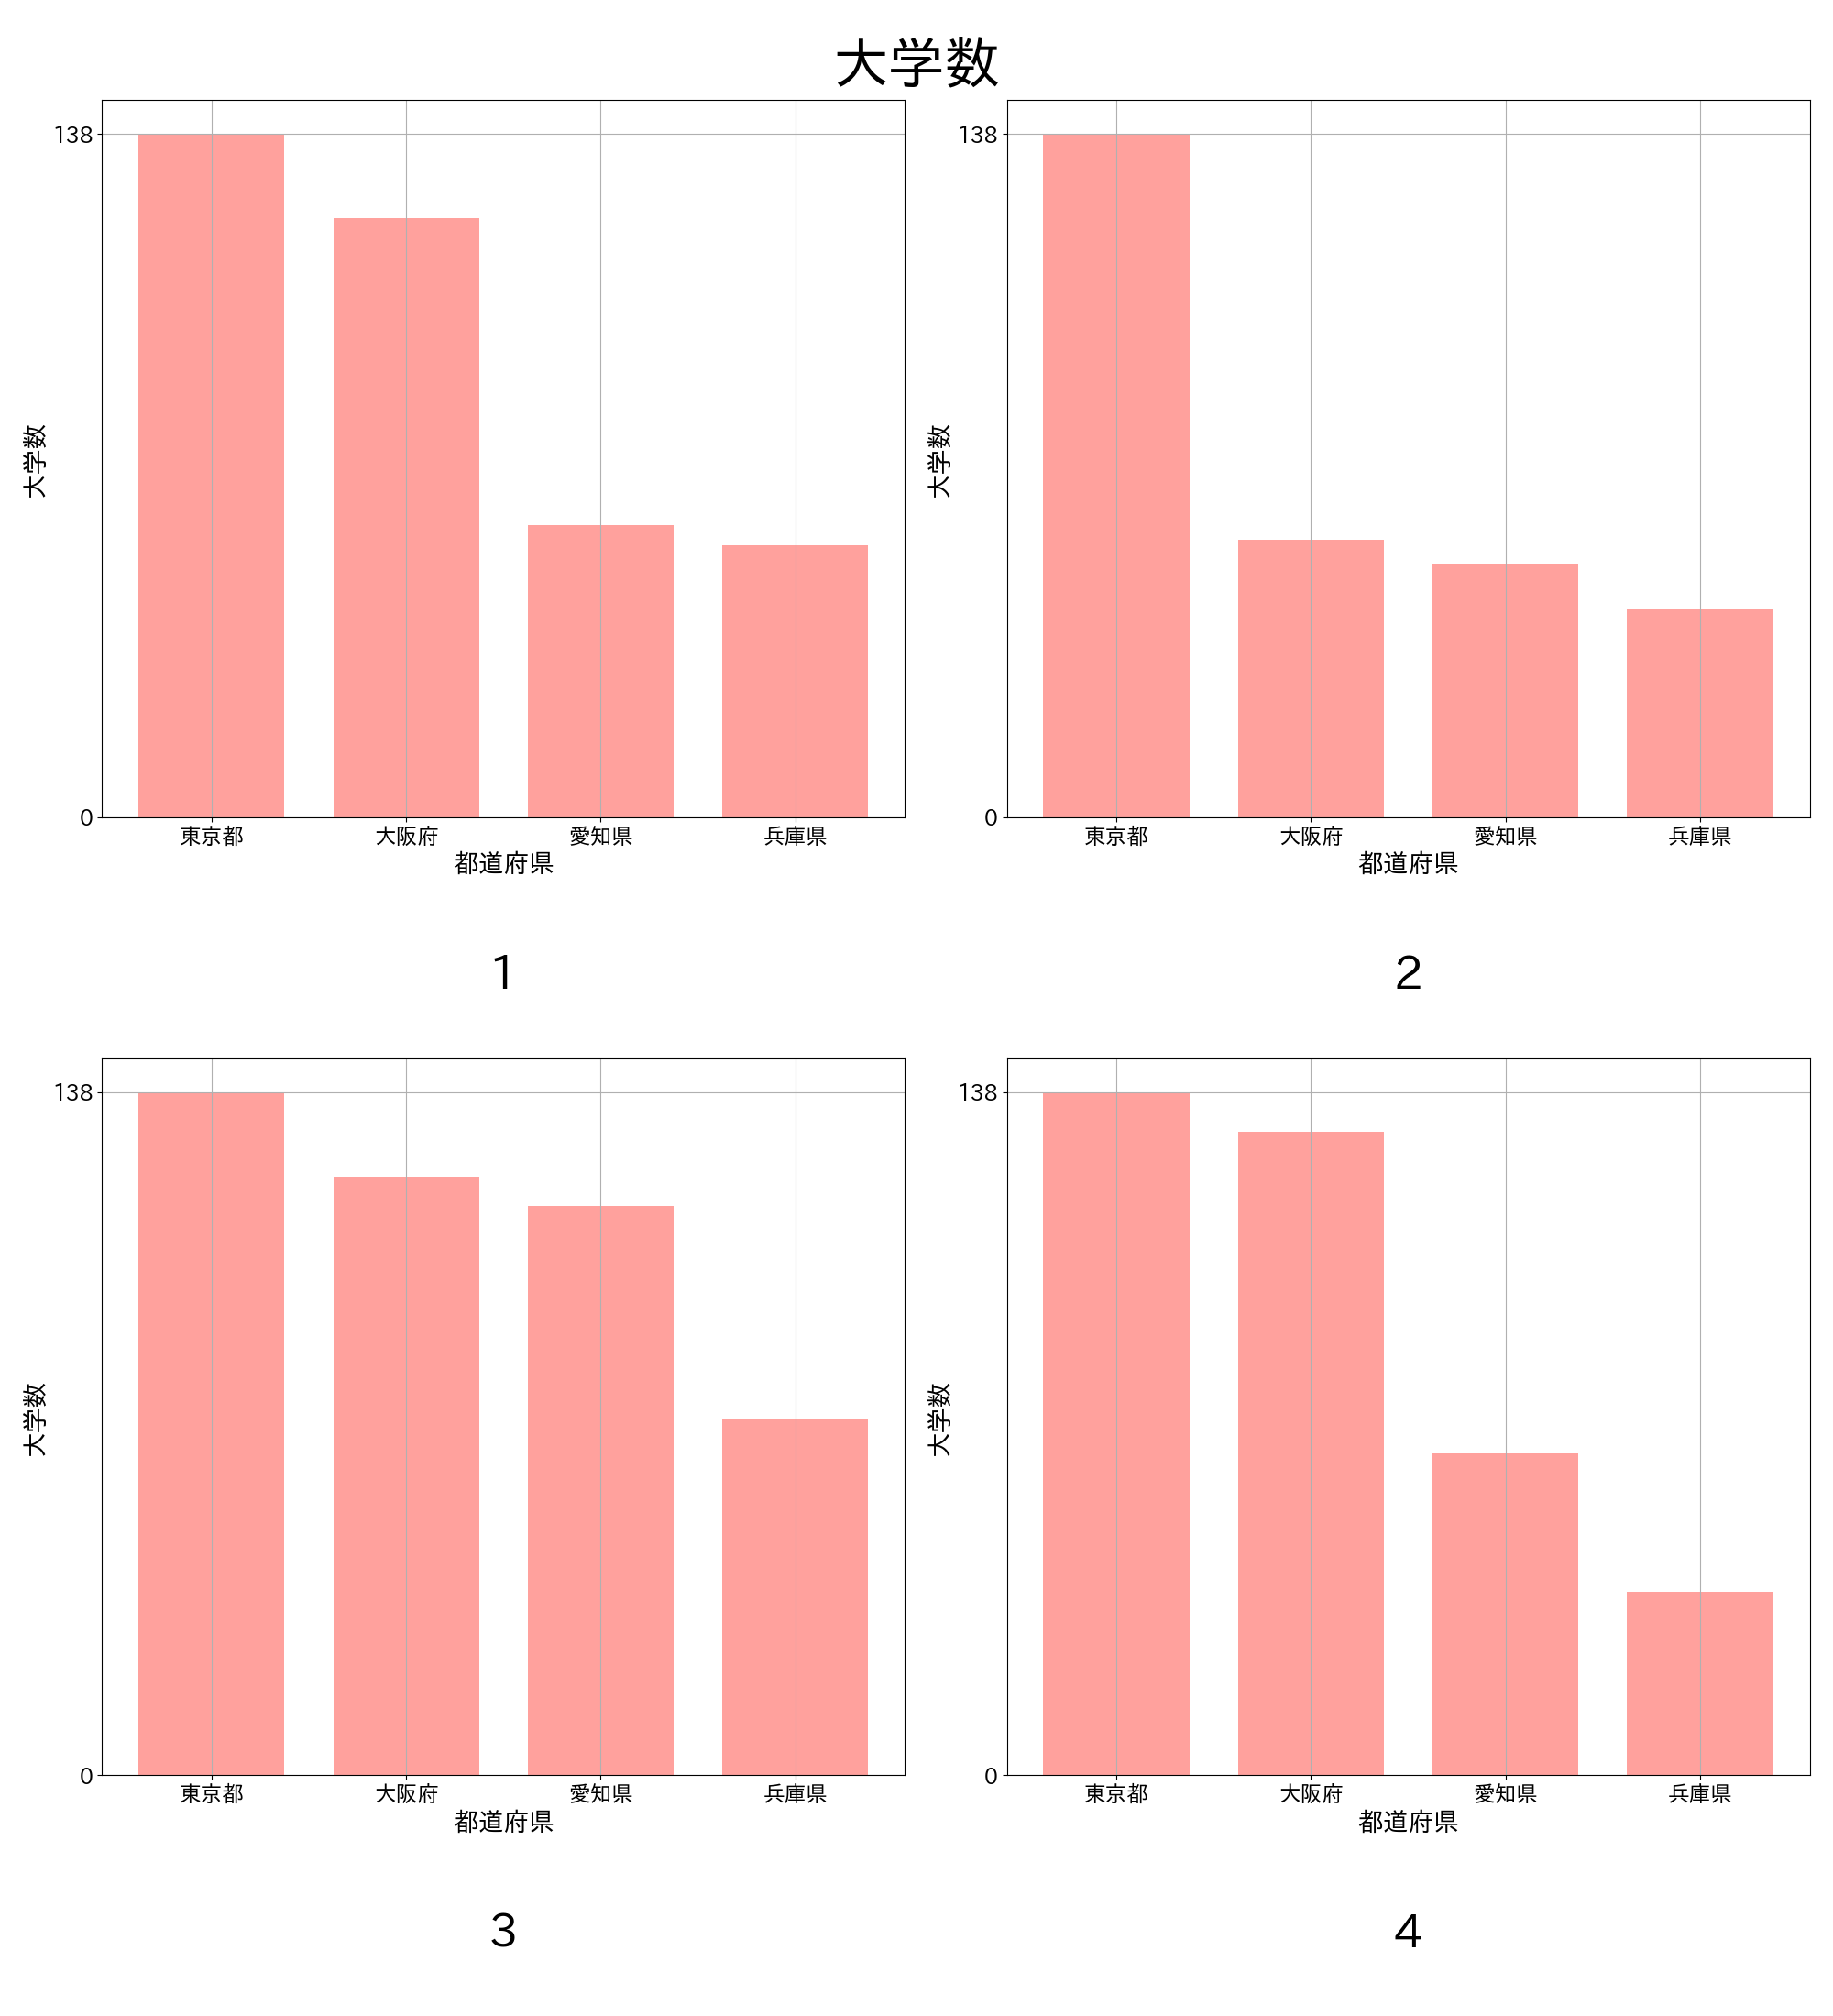 大学数
138
0
大学数
東京都 大阪府 愛知県 兵庫県
都道府県
1
138
0
大学数
東京都 大阪府 愛知県 兵庫県
都道府県
2
138
0
大学数
東京都 大阪府 愛知県 兵庫県
都道府県
3
138
0
大学数
東京都 大阪府 愛知県 兵庫県
都道府県
4